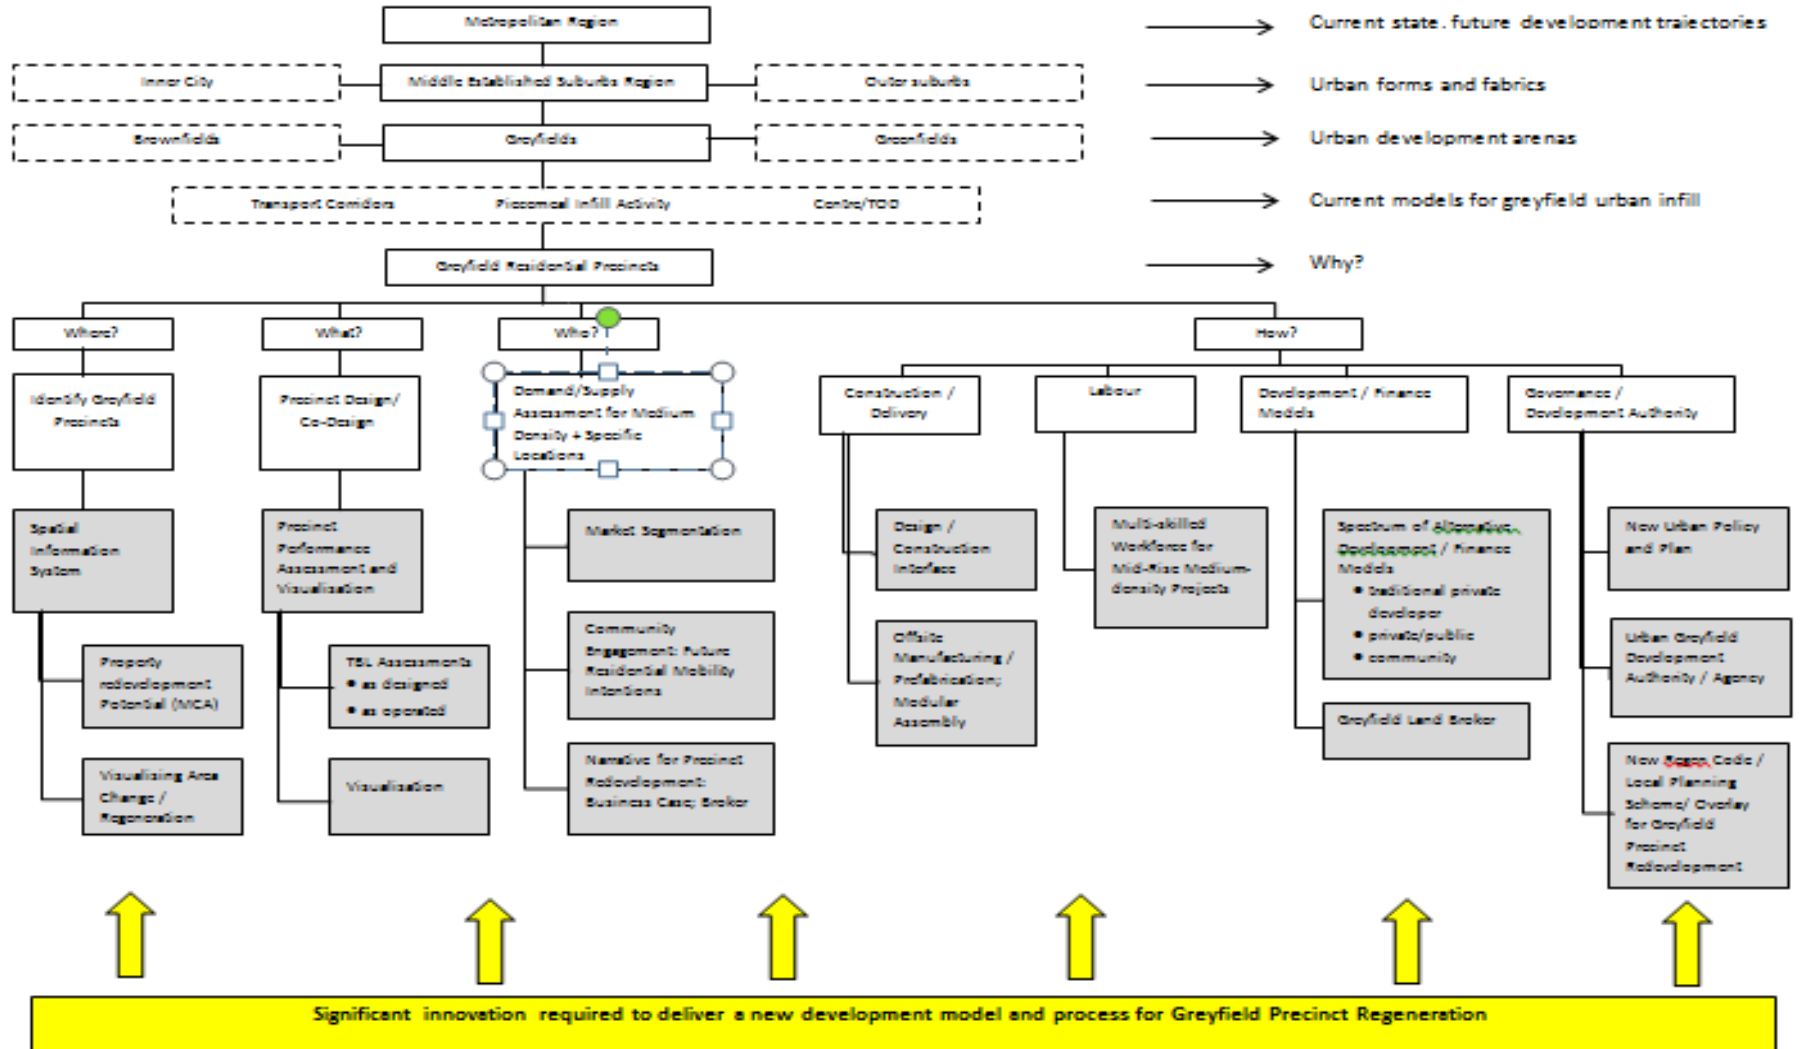 Metropolitan Region
Current state. future development trajectories
Inner City
Middle Established Suburbs Region
Outer suburbs
Urban forms and fabrics
Brownfields
Greyfields
Greenfields
Urban development arenas
Transport Corridors
Piecemeal Infill Activity
Centre/TOD
Current models for greyfield urban infill
Greyfield Residential Precincts
Why?
Where?
What?
Who?
How?
Identify Greyfield
Precincts
Precinct Design/
Co-Design
Demand/Supply
Assessment for Medium
Density + Specific
Locations
Construction /
Delivery
Labour
Development / Finance
Models
Governance /
Development Authority
Spatial
Information
System
Precinct
Performance
Assessment and
Visualisation
Market Segmentation
Design /
Construction
Interface
Multi-skilled
Workforce for
Mid-Rise Medium-
density Projects
Spectrum of Alternative
Development / Finance
Models
• traditional private
developer
• private/public
• community
New Urban Policy
and Plan
Property
redevelopment
Potential (MCA)
TBL Assessments
• as designed
• as operated
Community
Engagement: Future
Residential Mobility
Intentions
Offsite
Manufacturing /
Prefabrication;
Modular
Assembly
Urban Greyfield
Development
Authority / Agency
Greyfield Land Broker
Visualising Area
Change /
Regeneration
Visualisation
Narrative for Precinct
Redevelopment:
Business Case; Broker
New Regen Code /
Local Planning
Scheme/ Overlay
for Greyfield
Precinct
Redevelopment
Significant innovation required to deliver a new development model and process for Greyfield Precinct Regeneration